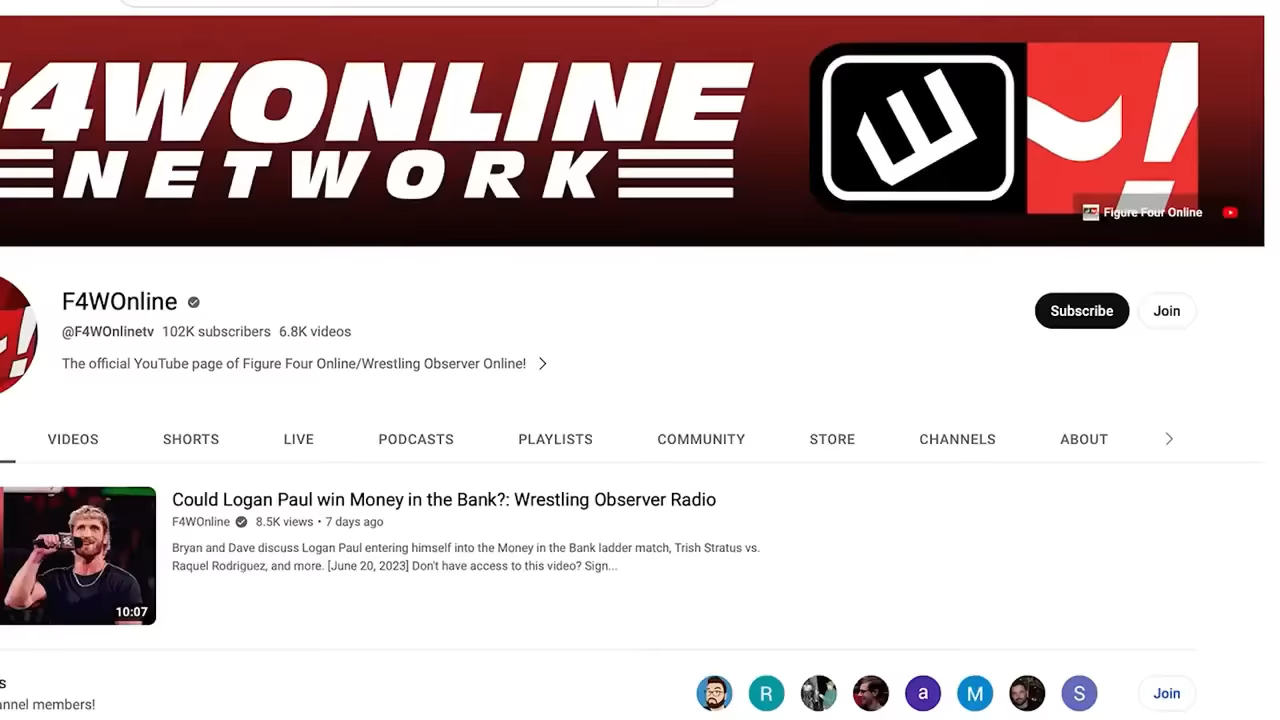 F4WONLINE
NETWORK
Figure Four Online
F4WOnline
@F4WOnlinetv 102K subscribers 6.8K videos
The official YouTube page of Figure Four Online/Wrestling Observer Online!
Subscribe
Join
VIDEOS SHORTS LIVE PODCASTS PLAYLISTS COMMUNITY STORE CHANNELS ABOUT
Could Logan Paul win Money in the Bank?: Wrestling Observer Radio
F4WOnline 8.5K views • 7 days ago
Bryan and Dave discuss Logan Paul entering himself into the Money in the Bank ladder match, Trish Stratus vs.
Raquel Rodriguez, and more. [June 20, 2023] Don't have access to this video? Sign...
10:07
R
a
M
S
Join
annel members!